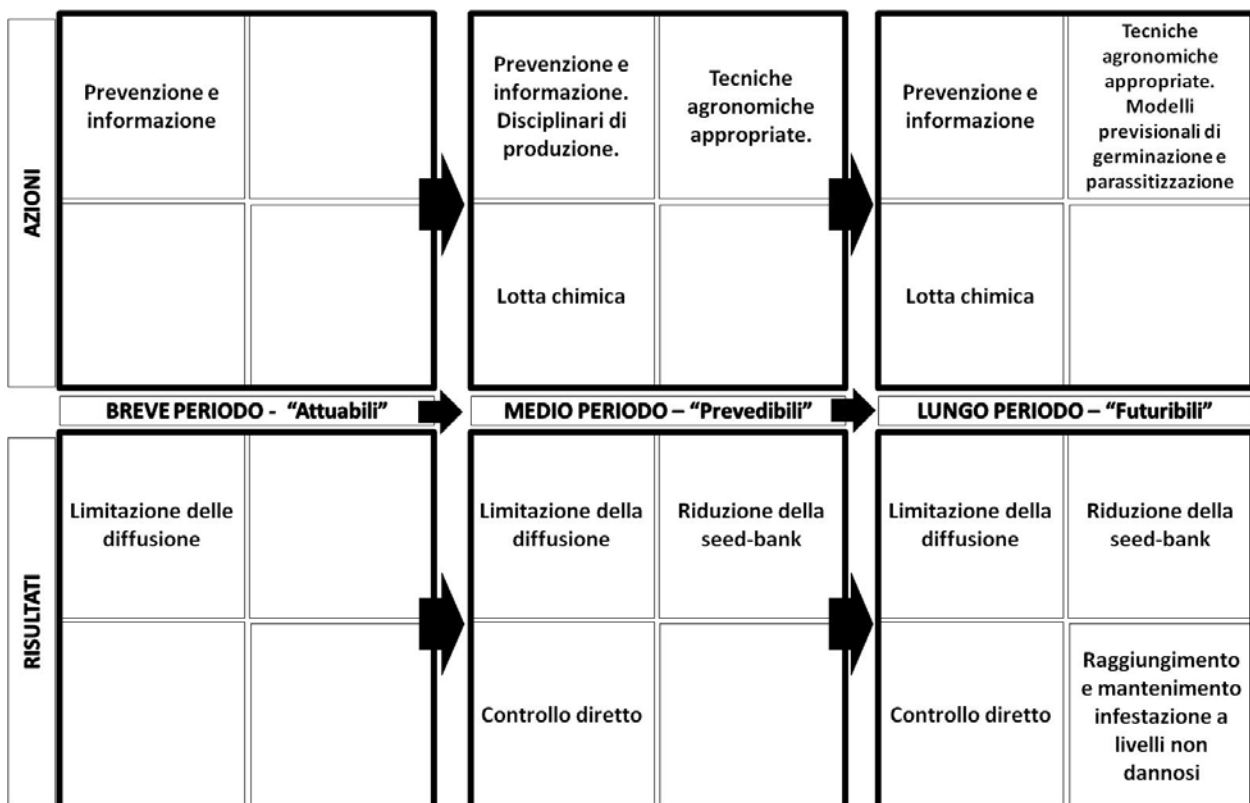 AZIONI
Prevenzione e
informazione
Prevenzione e
informazione.
Disciplinari di
produzione.
Tecniche
agronomiche
appropriate.
Prevenzione e
informazione
Tecniche
agronomiche
appropriate.
Modelli
previsionali di
germinazione e
parassitizzazione
Lotta chimica
Lotta chimica
BREVE PERIODO - “Attuabili”
MEDIO PERIODO – “Prevedibili”
LUNGO PERIODO – “Futuribili”
RISULTATI
Limitazione delle
diffusione
Limitazione della
diffusione
Riduzione della
seed-bank
Limitazione della
diffusione
Riduzione della
seed-bank
Controllo diretto
Controllo diretto
Raggiungimento
e mantenimento
infestazione a
livelli non
dannosi